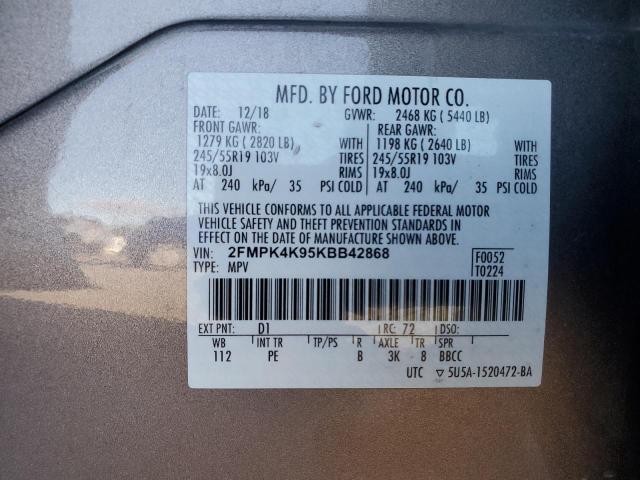 MFD. BY FORD MOTOR CO.
DATE: 12/18 GVWR: 2468 KG ( 5440 LB)
FRONT GAWR: REAR GAWR:
1279 KG ( 2820 LB) WITH 1198 KG ( 2640 LB) WITH
245/55R19 103V TIRES 245/55R19 103V TIRES
19x8.0J RIMS 19x8.0J RIMS
AT 240 kPa/ 35 PSI COLD AT 240 kPa/ 35 PSI COLD
THIS VEHICLE CONFORMS TO ALL APPLICABLE FEDERAL MOTOR
VEHICLE SAFETY AND THEFT PREVENTION STANDARDS IN
EFFECT ON THE DATE OF MANUFACTURE SHOWN ABOVE.
VIN: 2FMPK4K95KBB42868 F0052
TYPE: MPV T0224
EXT PNT: D1 RC: 72 DSO:
WB INT TR TP/PS R AXLE TR SPR
112 PE B 3K 8 BBCC
UTC ▽ 5U5A-1520472-BA